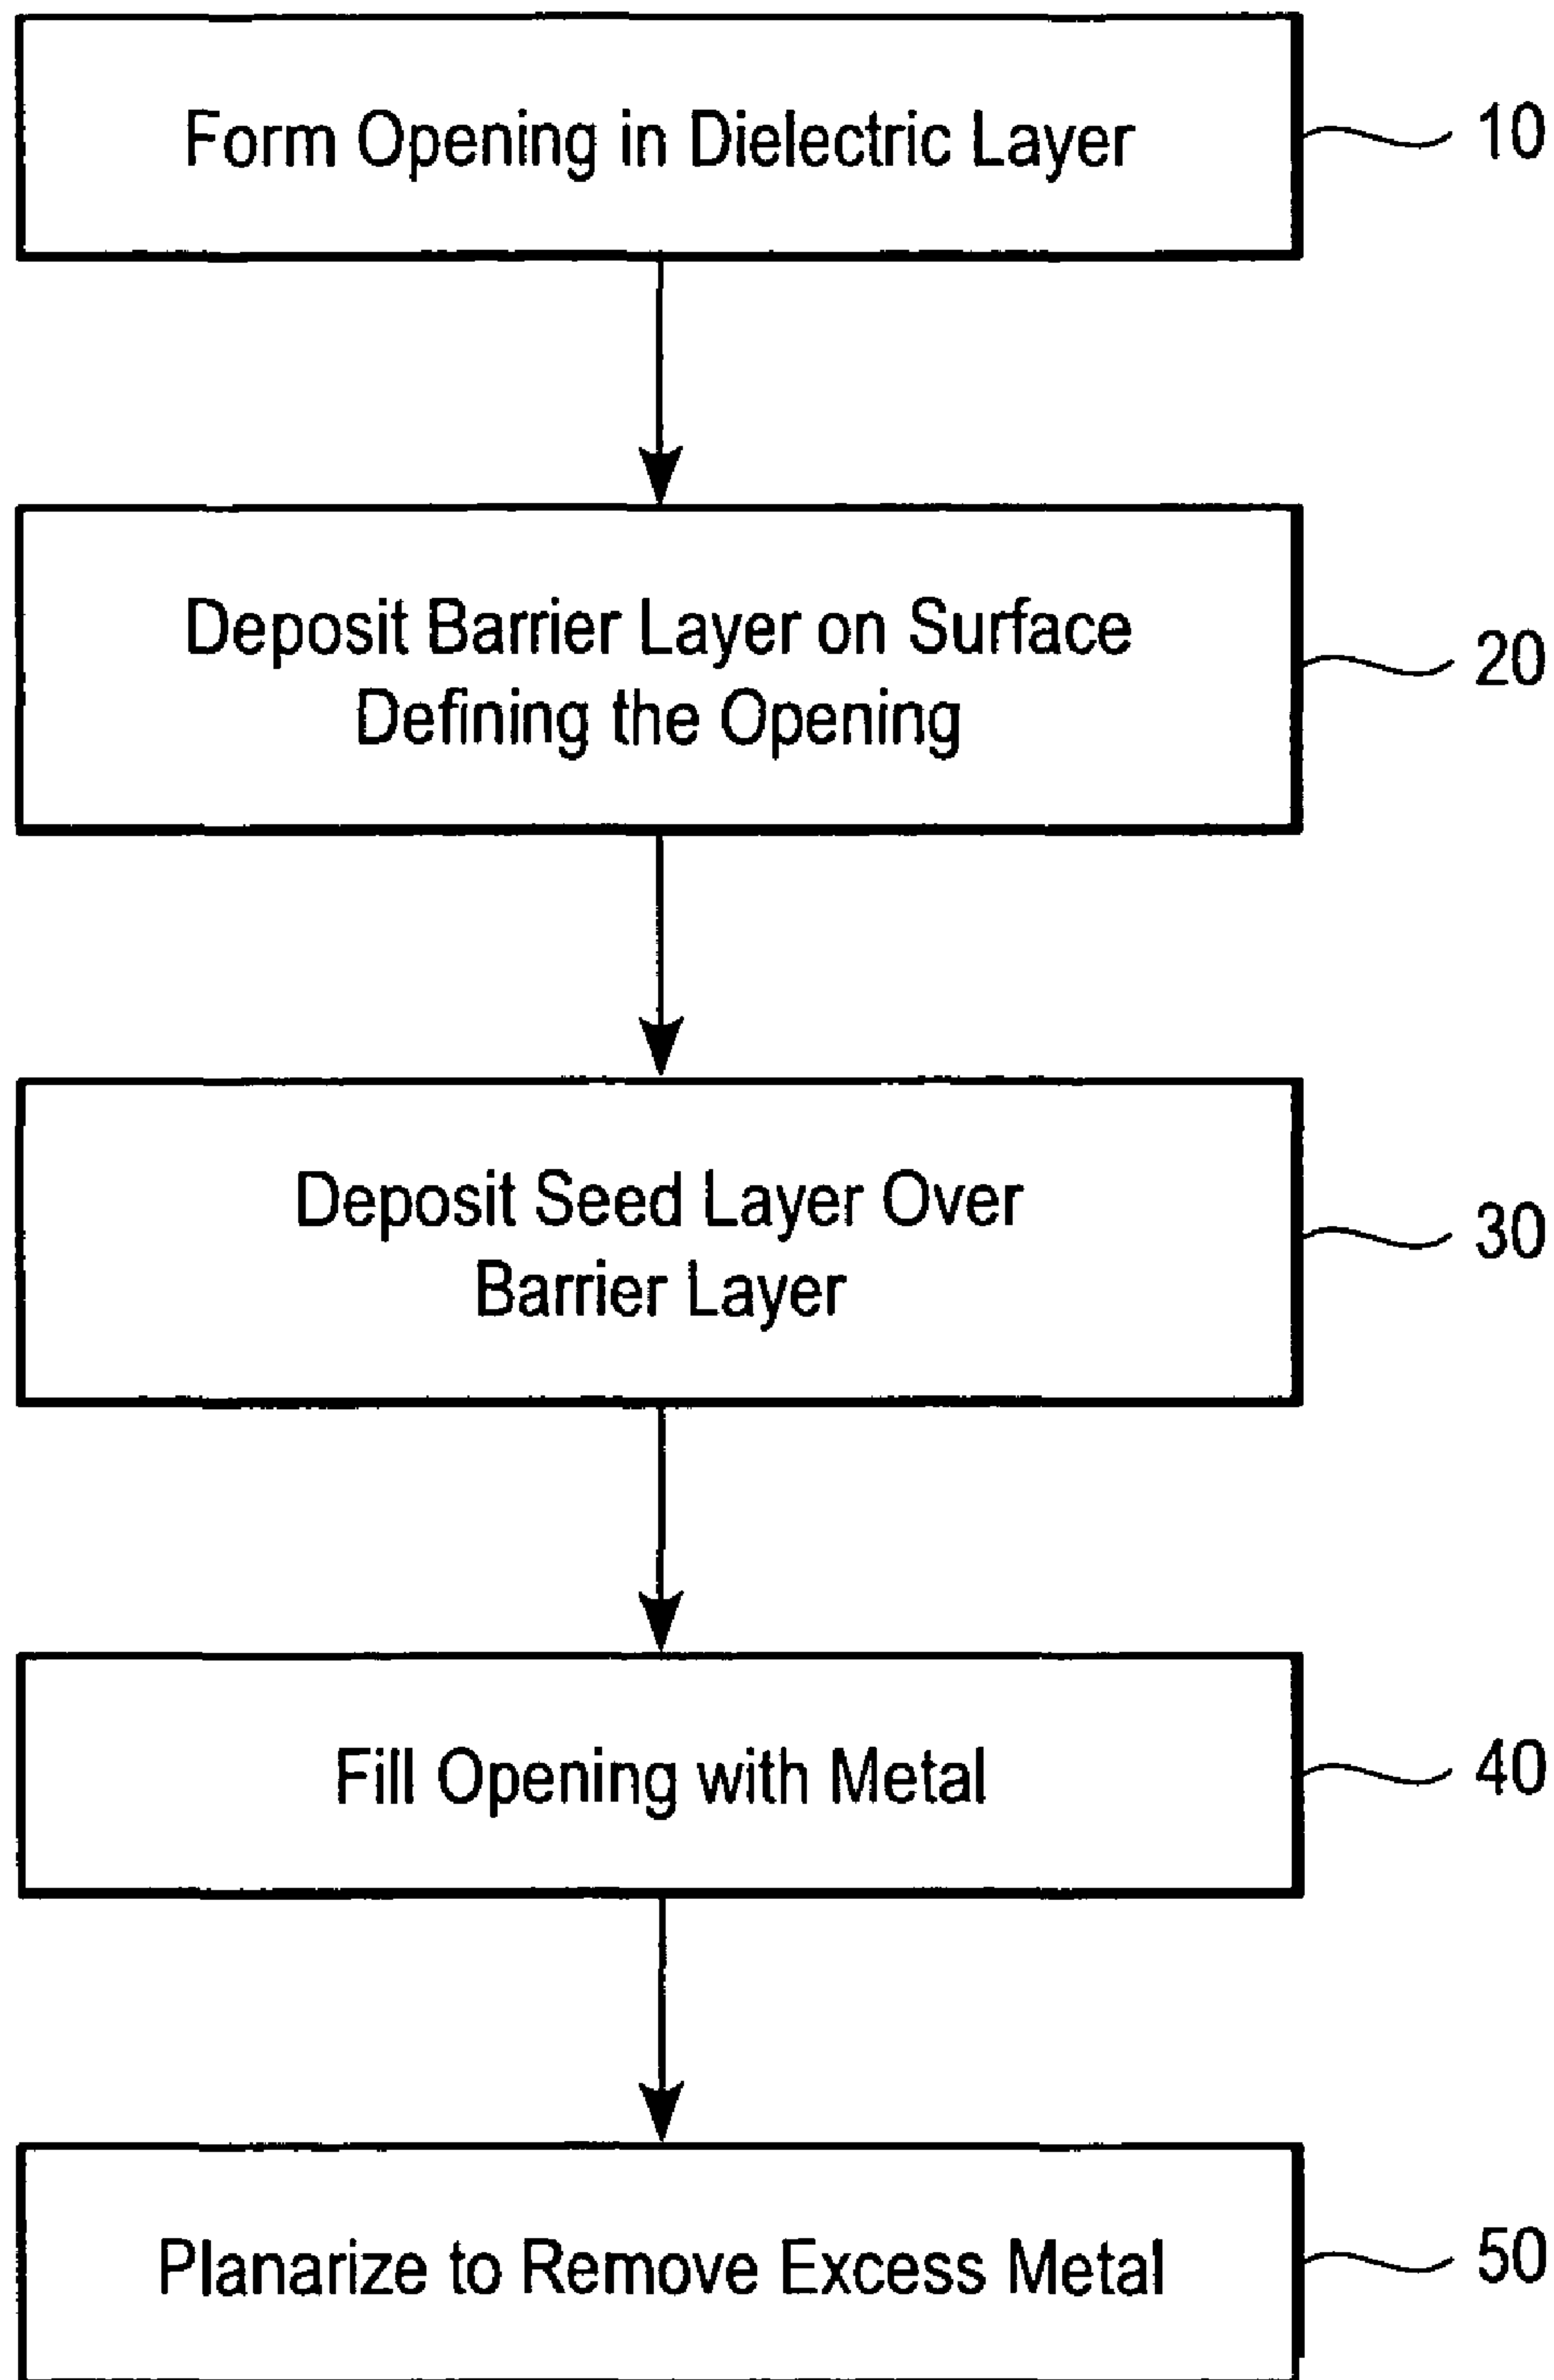 Form Opening in Dielectric Layer
10
Deposit Barrier Layer on Surface
Defining the Opening
20
Deposit Seed Layer Over
Barrier Layer
30
Fill Opening with Metal
40
Planarize to Remove Excess Metal
50